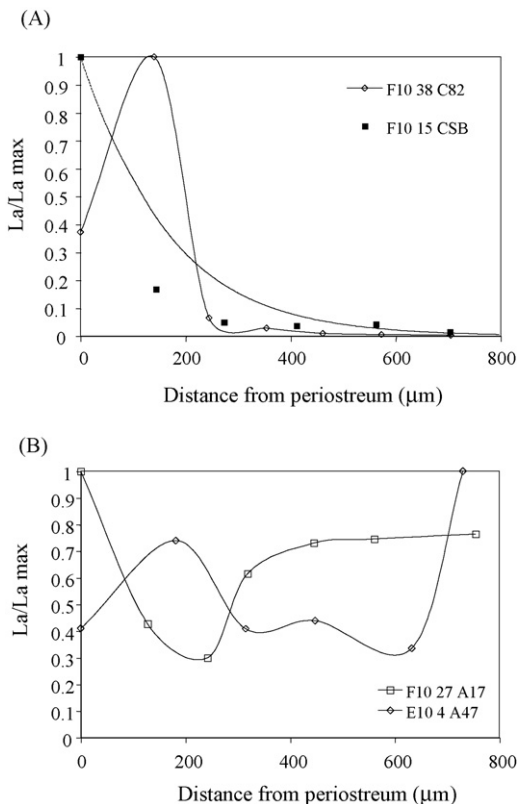 (A)
1
0.9
0.8
0.7
0.6
0.5
0.4
0.3
0.2
0.1
0
La/La max
F10 38 C82
F10 15 CSB
0 200 400 600 800
Distance from periostreum (μm)
(B)
1
0.9
0.8
0.7
0.6
0.5
0.4
0.3
0.2
0.1
0
La/La max
F10 27 A17
E10 4 A47
0 200 400 600 800
Distance from periostreum (μm)